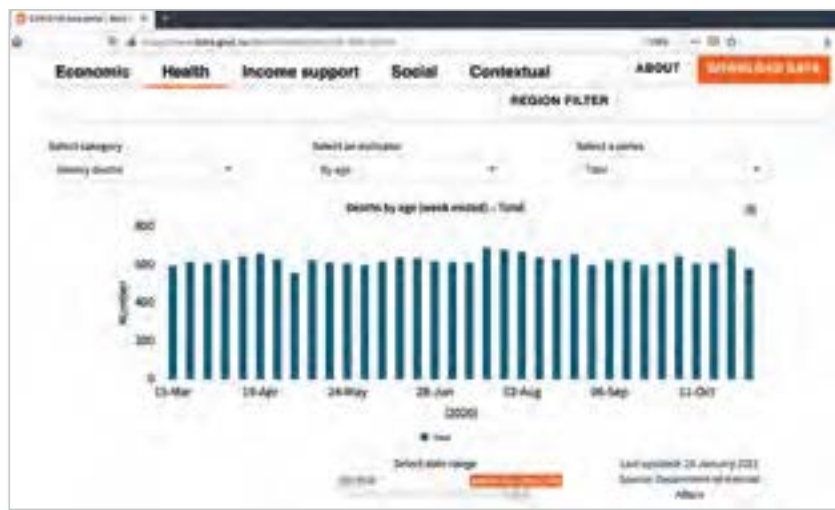 Economic Health Income support Social Contextual ABOUT DOWNLOAD DATA
REGION FILTER
Select category Select an indicator Select a series
Weekly deaths By age Total
Deaths by age (week ended) – Total
800
600
400
200
0
Number
15-Mar 19-Apr 24-May 28-Jun 02-Aug 06-Sep 11-Oct
(2020)
Total
Select date range
Last updated: January 2021
Source: Department of Internal
Affairs